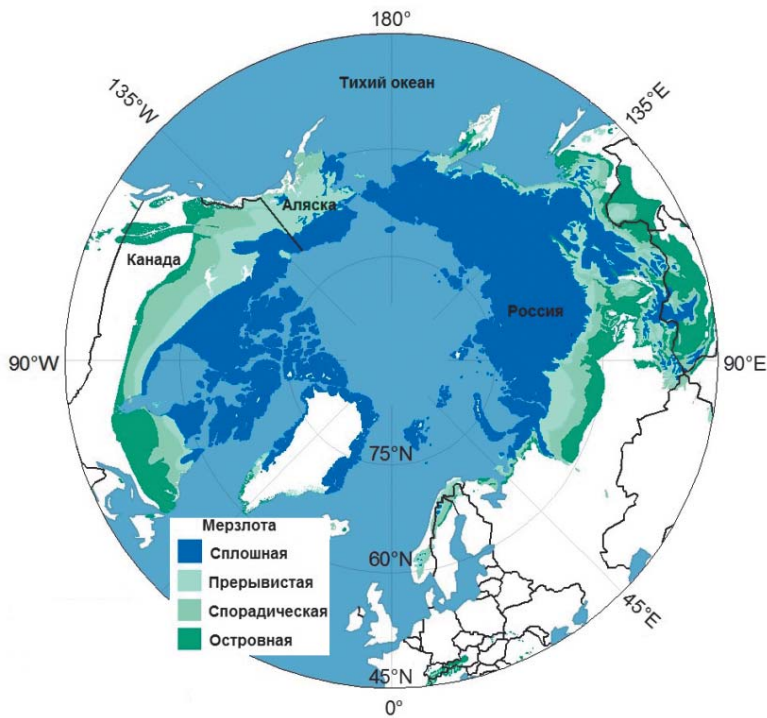 180°
135°W
Тихий океан
135°E
Аляска
Канада
Россия
90°W
90°E
75°N
Мерзлота
Сплошная
Прерывистая
Спорадическая
Островная
60°N
45°E
45°N
0°